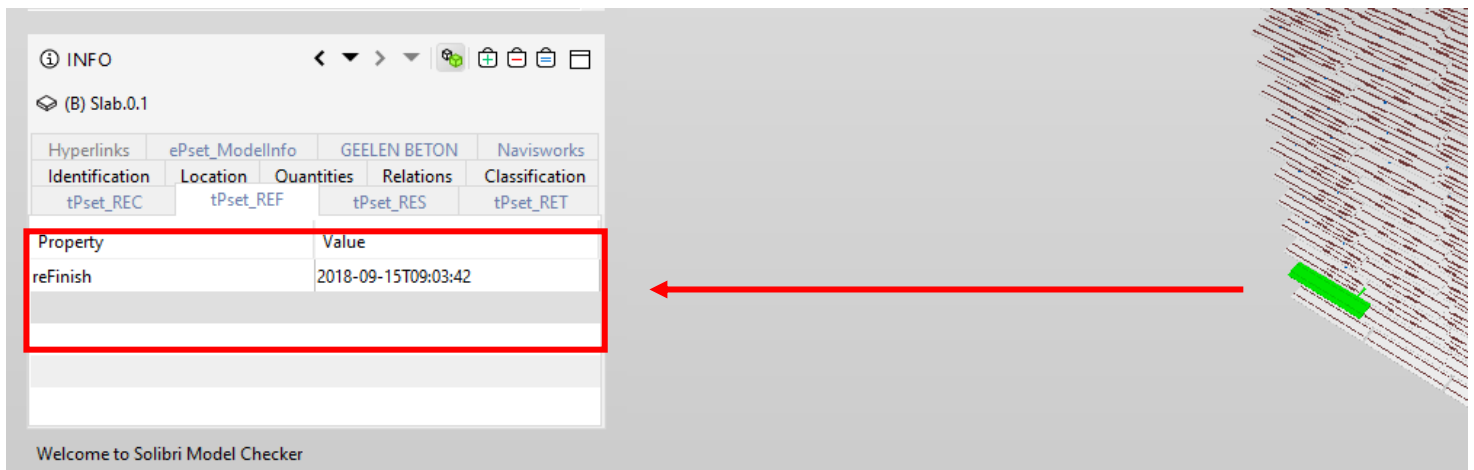 INFO
(B) Slab.0.1
Hyperlinks ePset_ModelInfo GEELEN BETON Navisworks
Identification Location Quantities Relations Classification
tPset_REC tPset_REF tPset_RES tPset_RET
Property Value
reFinish 2018-09-15T09:03:42
Welcome to Solibri Model Checker